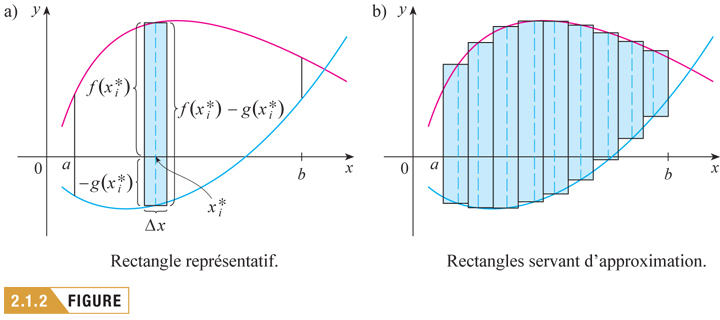 a)
y
f(x_i^*)
f(x_i^*) – g(x_i^*)
0
a
b
x
–g(x_i^*)
x_i^*
Δx
Rectangle représentatif.
b)
y
0
a
b
x
Rectangles servant d’approximation.
2.1.2 FIGURE